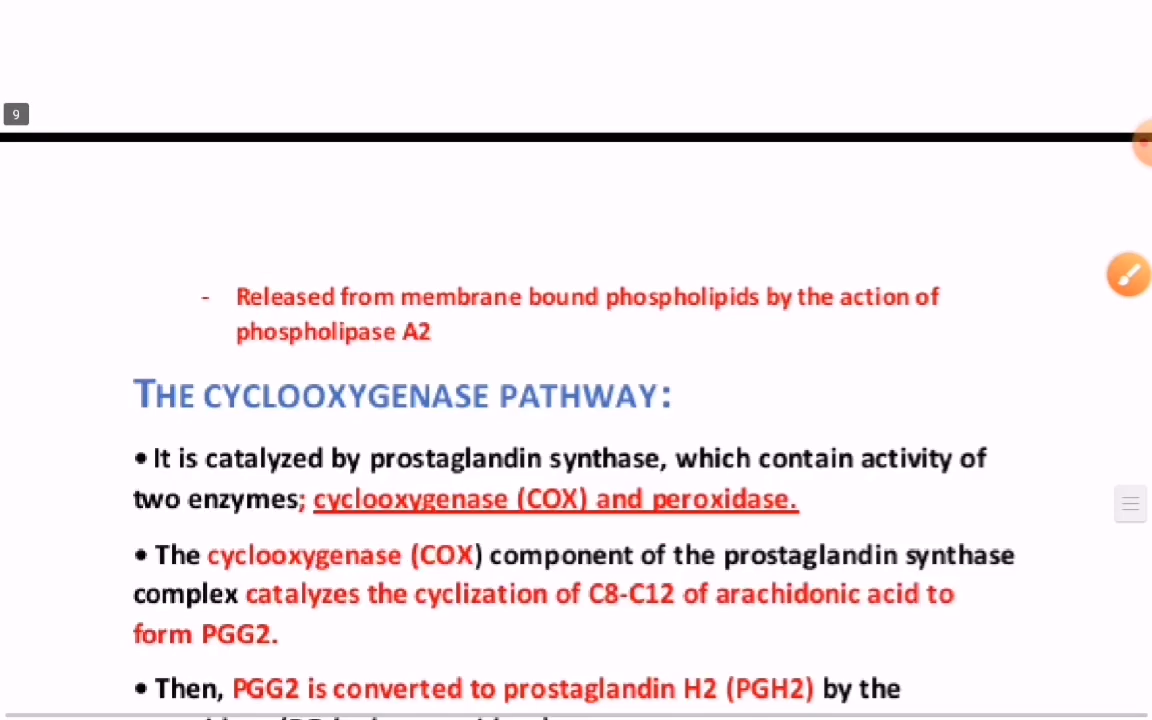 9
- Released from membrane bound phospholipids by the action of
phospholipase A2
THE CYCLOOXYGENASE PATHWAY:
• It is catalyzed by prostaglandin synthase, which contain activity of
two enzymes; cyclooxygenase (COX) and peroxidase.
• The cyclooxygenase (COX) component of the prostaglandin synthase
complex catalyzes the cyclization of C8-C12 of arachidonic acid to
form PGG2.
• Then, PGG2 is converted to prostaglandin H2 (PGH2) by the